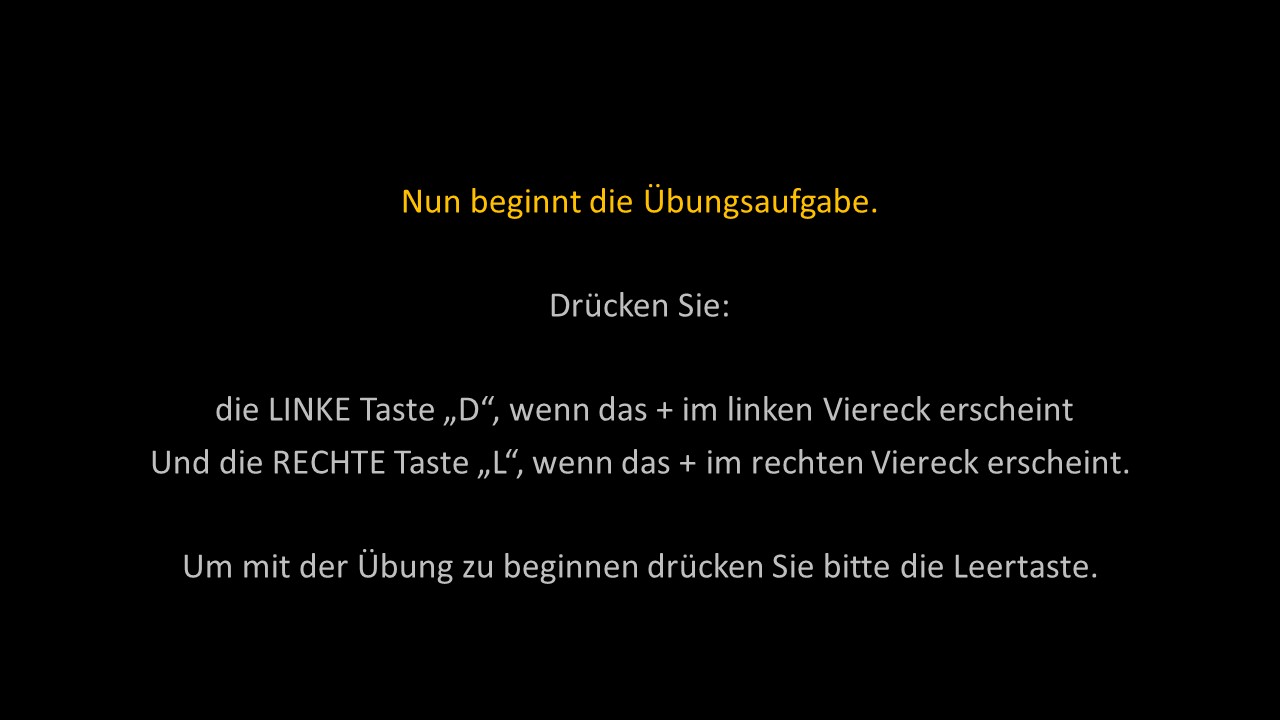 Nun beginnt die Übungsaufgabe.
Drücken Sie:
die LINKE Taste „D“, wenn das + im linken Viereck erscheint
Und die RECHTE Taste „L“, wenn das + im rechten Viereck erscheint.
Um mit der Übung zu beginnen drücken Sie bitte die Leertaste.